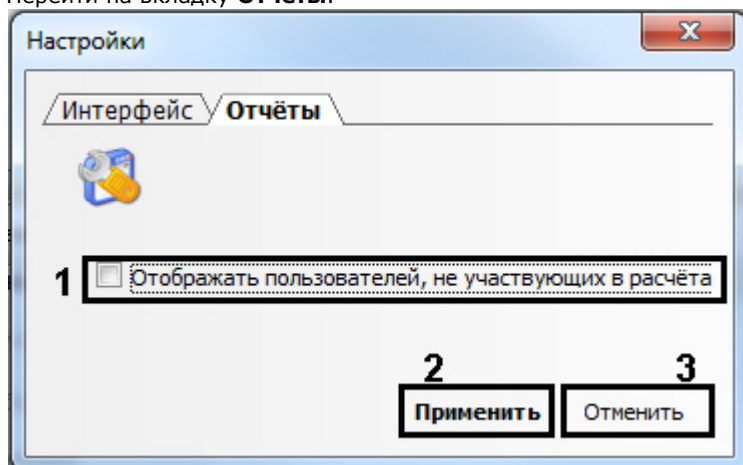 Перейти на вкладку Отчёты.
Настройки
Интерфейс Отчёты
1 Отображать пользователей, не участвующих в расчёта
2 3
Применить Отменить